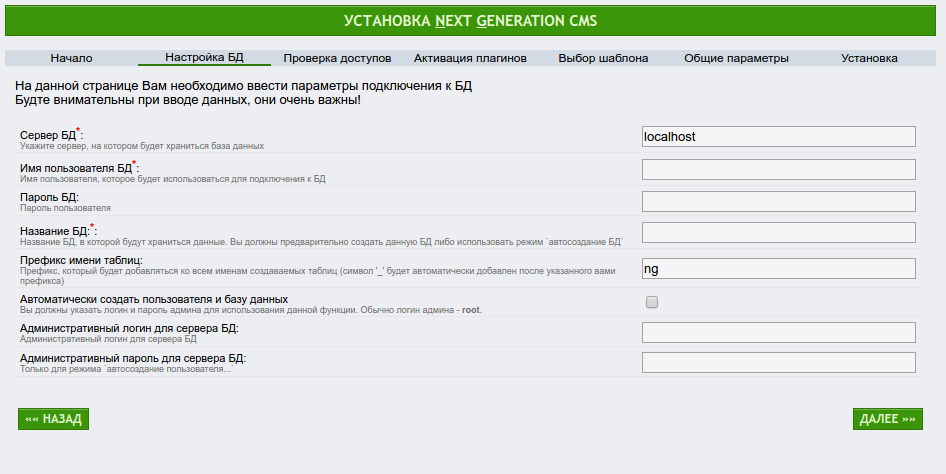 УСТАНОВКА NEXT GENERATION CMS
Начало Настройка БД Проверка доступов Активация плагинов Выбор шаблона Общие параметры Установка
На данной странице Вам необходимо ввести параметры подключения к БД
Будте внимательны при вводе данных, они очень важны!
Сервер БД*: localhost
Укажите сервер, на котором будет храниться база данных
Имя пользователя БД*:
Имя пользователя, которое будет использоваться для подключения к БД
Пароль БД:
Пароль пользователя
Название БД:*:
Название БД, в которой будут храниться данные. Вы должны предварительно создать данную БД либо использовать режим `автосоздание БД`
Префикс имени таблиц: ng
Префикс, который будет добавляться ко всем именам создаваемых таблиц (символ '_' будет автоматически добавлен после указанного вами
префикса)
Автоматически создать пользователя и базу данных
Вы должны указать логин и пароль админа для использования данной функции. Обычно логин админа - root.
Административный логин для сервера БД:
Административный логин для сервера БД
Административный пароль для сервера БД:
Только для режима `автосоздание пользователя...`
«« НАЗАД ДАЛЕЕ »»